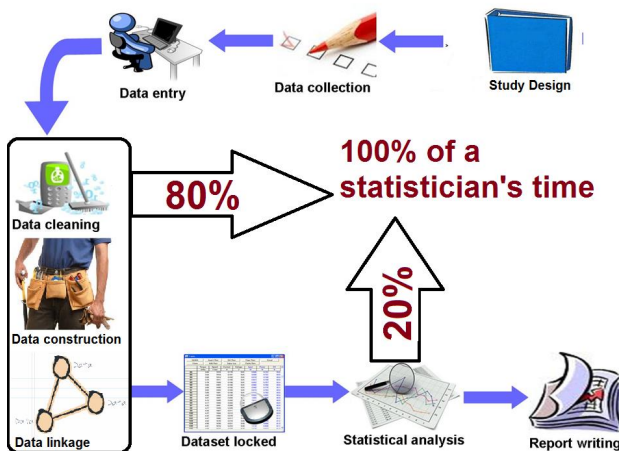 Data entry
Data collection
Study Design
100% of a
statistician's time
80%
Data cleaning
20%
Data construction
Data linkage
Dataset locked
Statistical analysis
Report writing